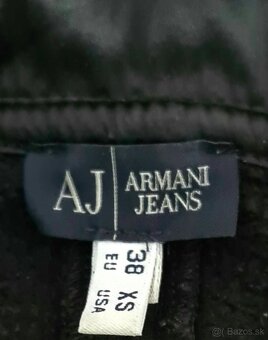 AJ
ARMANI
JEANS
38 XS
EU USA
Bazos.sk